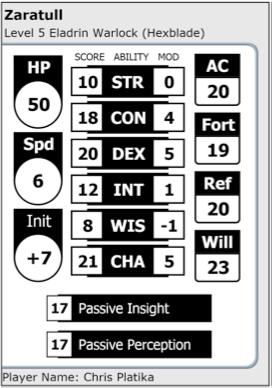 Zaratull
Level 5 Eladrin Warlock (Hexblade)
SCORE ABILITY MOD
HP
50
Spd
6
Init
+7
10 STR 0
18 CON 4
20 DEX 5
12 INT 1
8 WIS -1
21 CHA 5
AC
20
Fort
19
Ref
20
Will
23
17 Passive Insight
17 Passive Perception
Player Name: Chris Platika